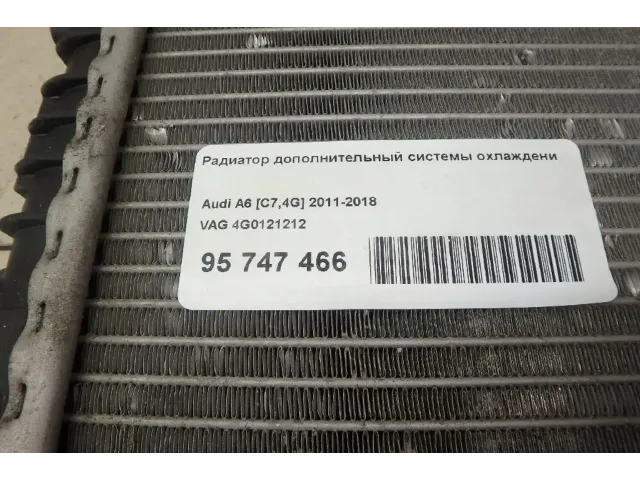 Радиатор дополнительный системы охлаждени
Audi A6 [C7,4G] 2011-2018
VAG 4G0121212
95 747 466